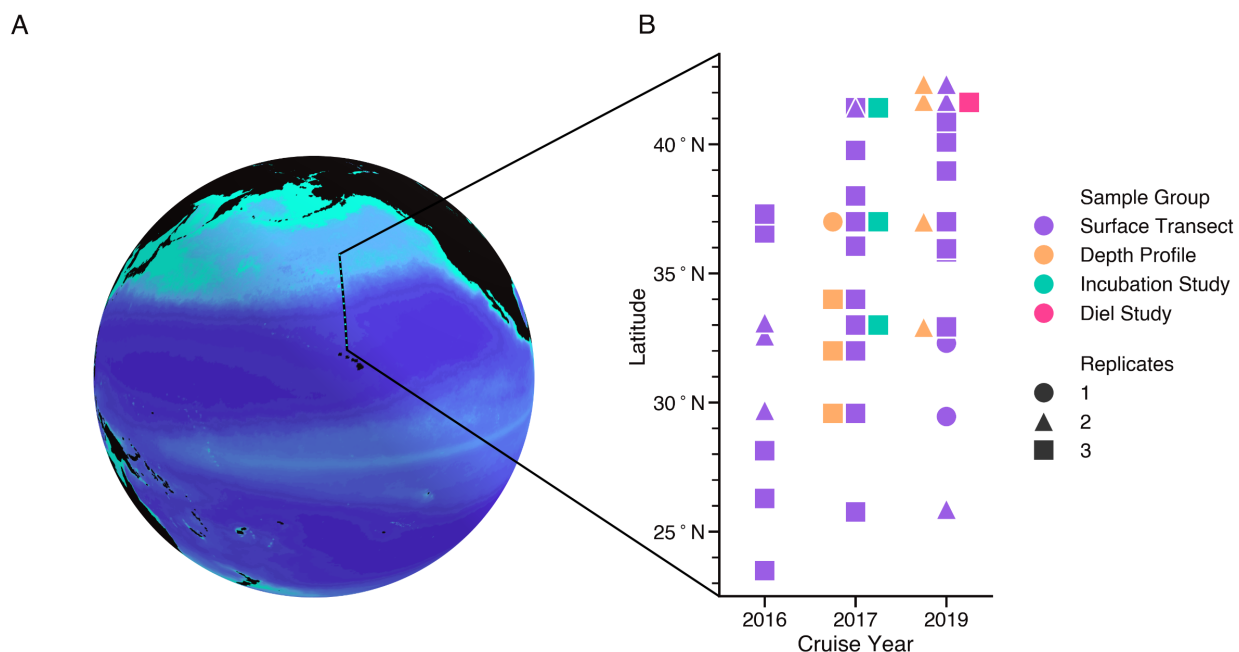 A
B
40°N
35°N
30°N
25°N
Latitude
2016
2017
2019
Cruise Year
Sample Group
Surface Transect
Depth Profile
Incubation Study
Diel Study
Replicates
1
2
3